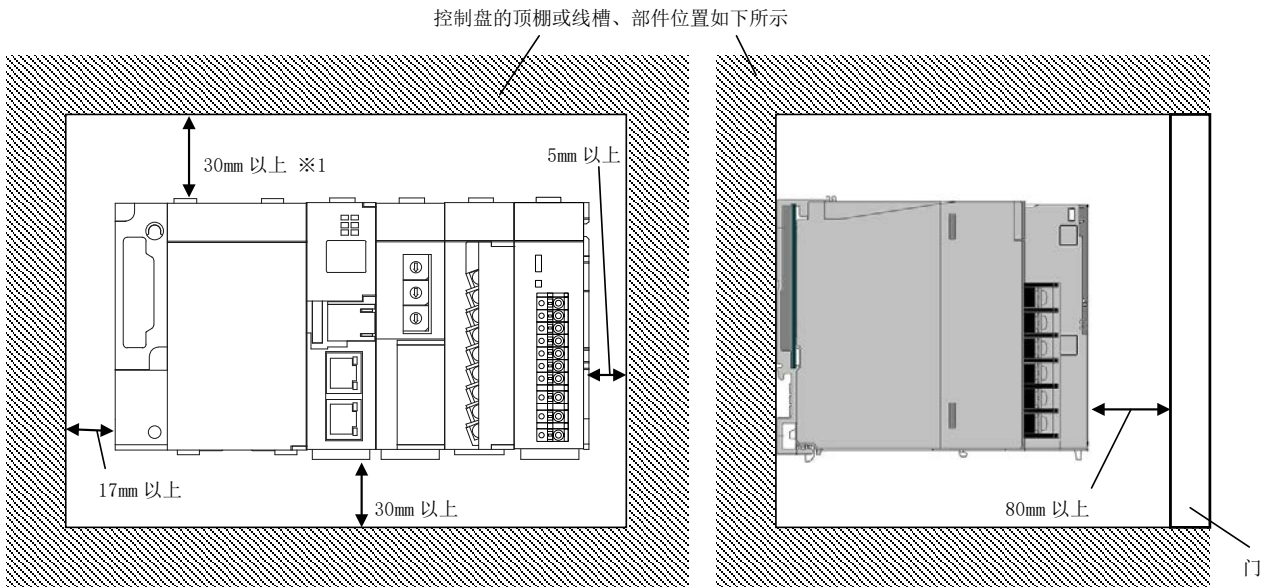 控制盘的顶棚或线槽、部件位置如下所示
30mm 以上 ※1
5mm 以上
17mm 以上
30mm 以上
80mm 以上
门